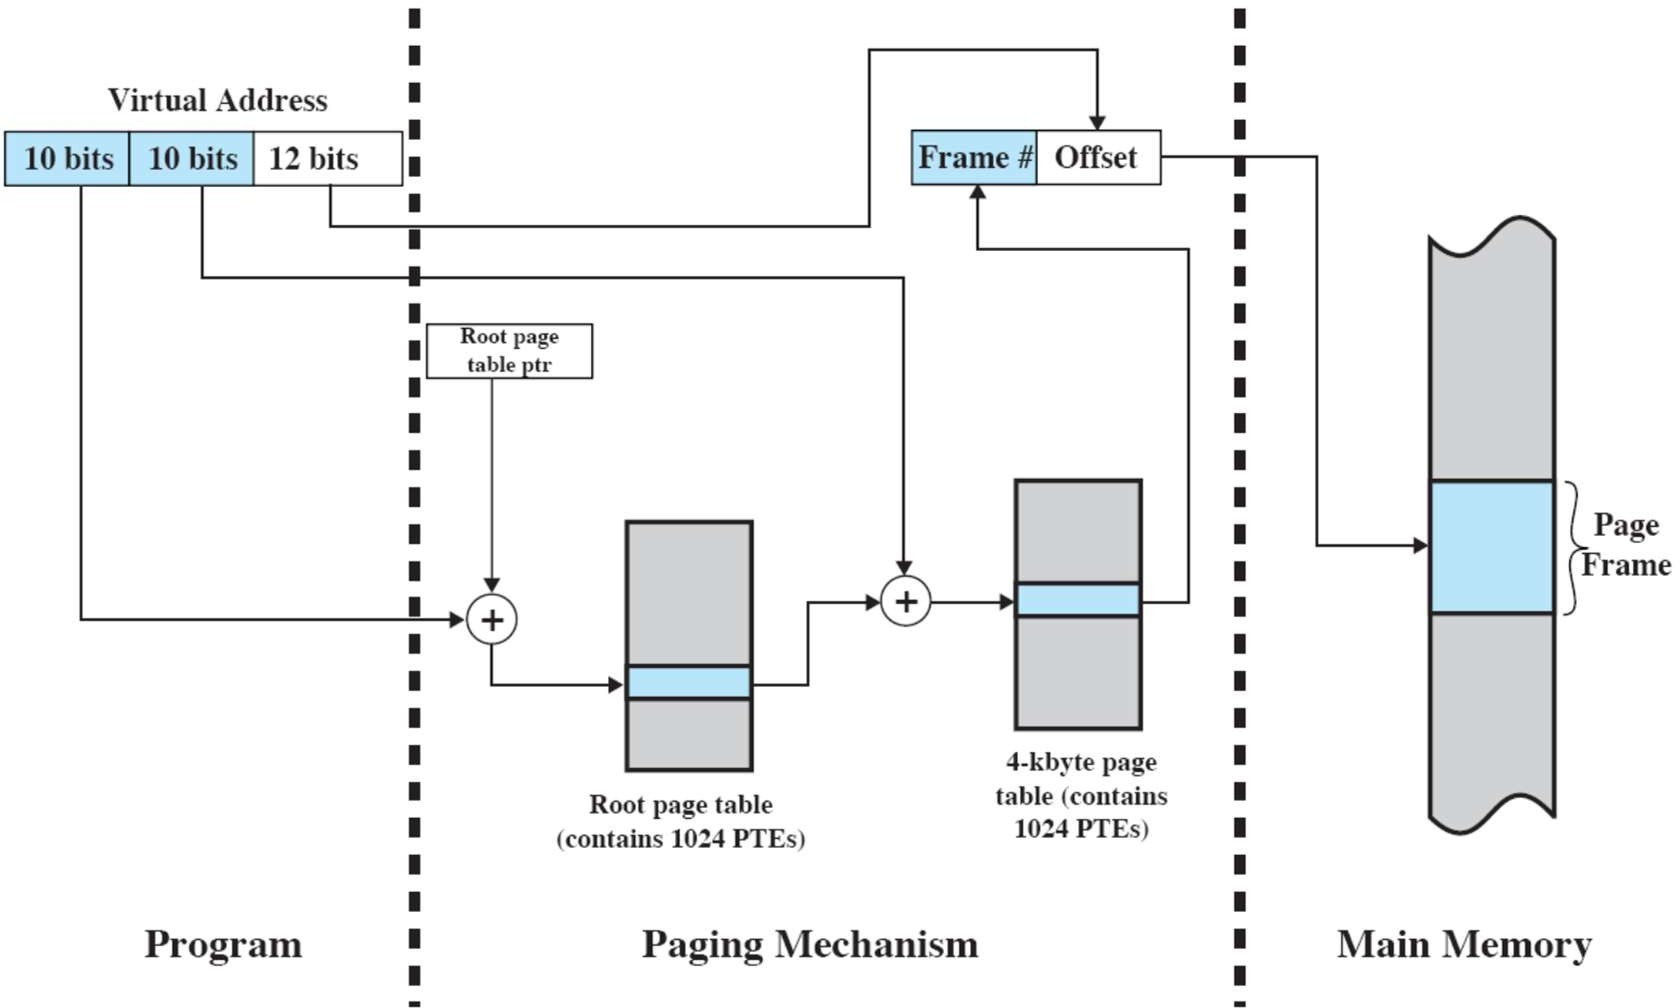 Virtual Address
10 bits 10 bits 12 bits
Frame # Offset
Root page
table ptr
+
+
Root page table
(contains 1024 PTEs)
4-kbyte page
table (contains
1024 PTEs)
Page
Frame
Program
Paging Mechanism
Main Memory